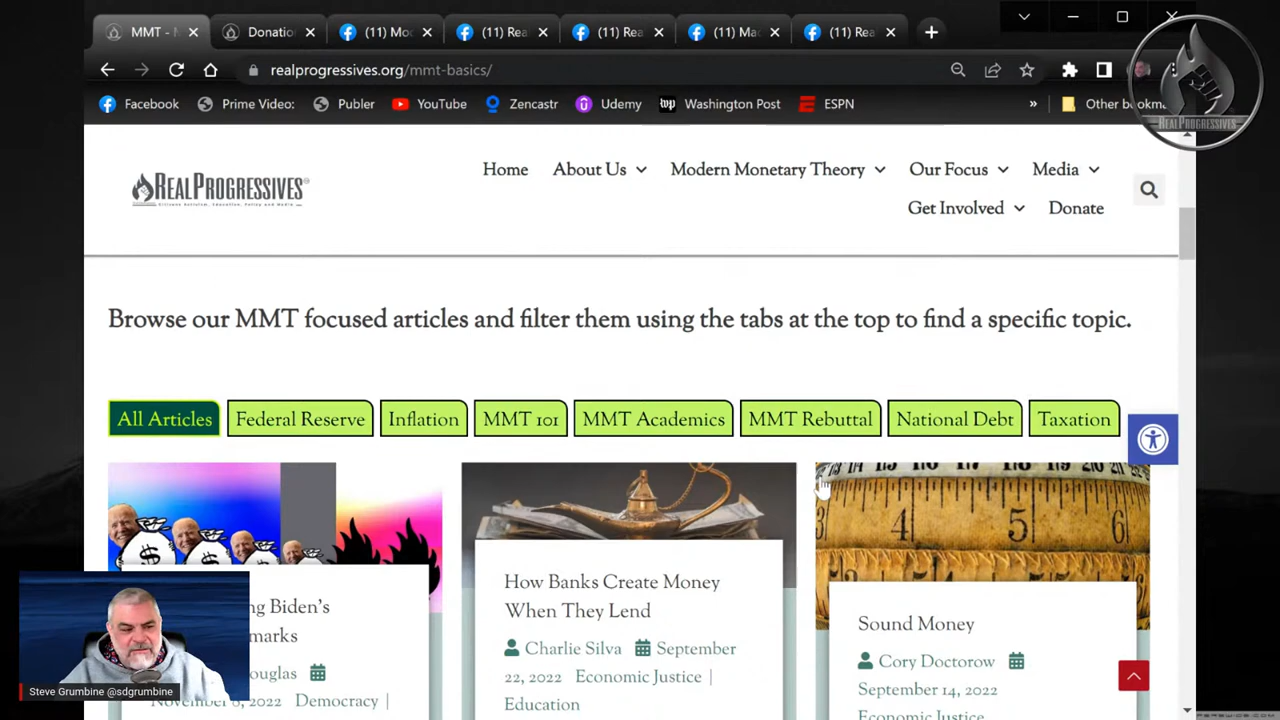 MMT - 
Donatio
(11) Mo
(11) Rea
(11) Rea
(11) Mac
(11) Rea
realprogressives.org/mmt-basics/
Facebook
Prime Video:
Publer
YouTube
Zencastr
Udemy
Washington Post
ESPN
»
Other bookma
REALPROGRESSIVES
REALPROGRESSIVES
Home
About Us
Modern Monetary Theory
Our Focus
Media
Get Involved
Donate
Browse our MMT focused articles and filter them using the tabs at the top to find a specific topic.
All Articles
Federal Reserve
Inflation
MMT 101
MMT Academics
MMT Rebuttal
National Debt
Taxation
ng Biden's
marks
ouglas
November 8, 2022 Democracy |
How Banks Create Money
When They Lend
Charlie Silva September
22, 2022 Economic Justice |
Education
Sound Money
Cory Doctorow
September 14, 2022
Economic Justice
Steve Grumbine @sdgrumbine